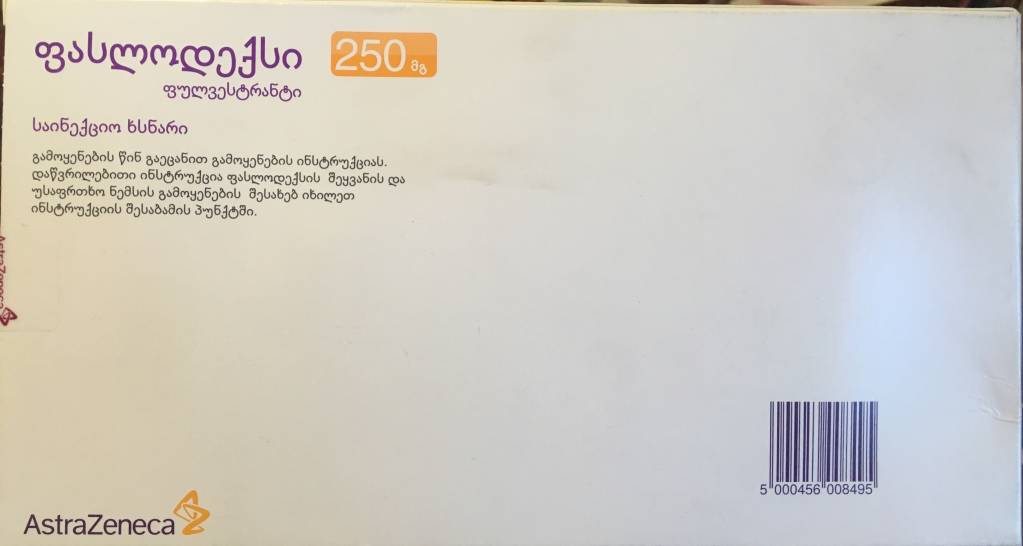 ფასლოდექსი 250 მგ
ფულვესტრანტი
საინექციო ხსნარი
გამოყენების წინ გაეცანით გამოყენების ინსტრუქციას.
დაწვრილებითი ინსტრუქცია ფასლოდექსის შეყვანის და
უსაფრთხო ნემსის გამოყენების შესახებ იხილეთ
ინსტრუქციის შესაბამის პუნქტში.
AstraZeneca
5 000456 008495
AstraZeneca